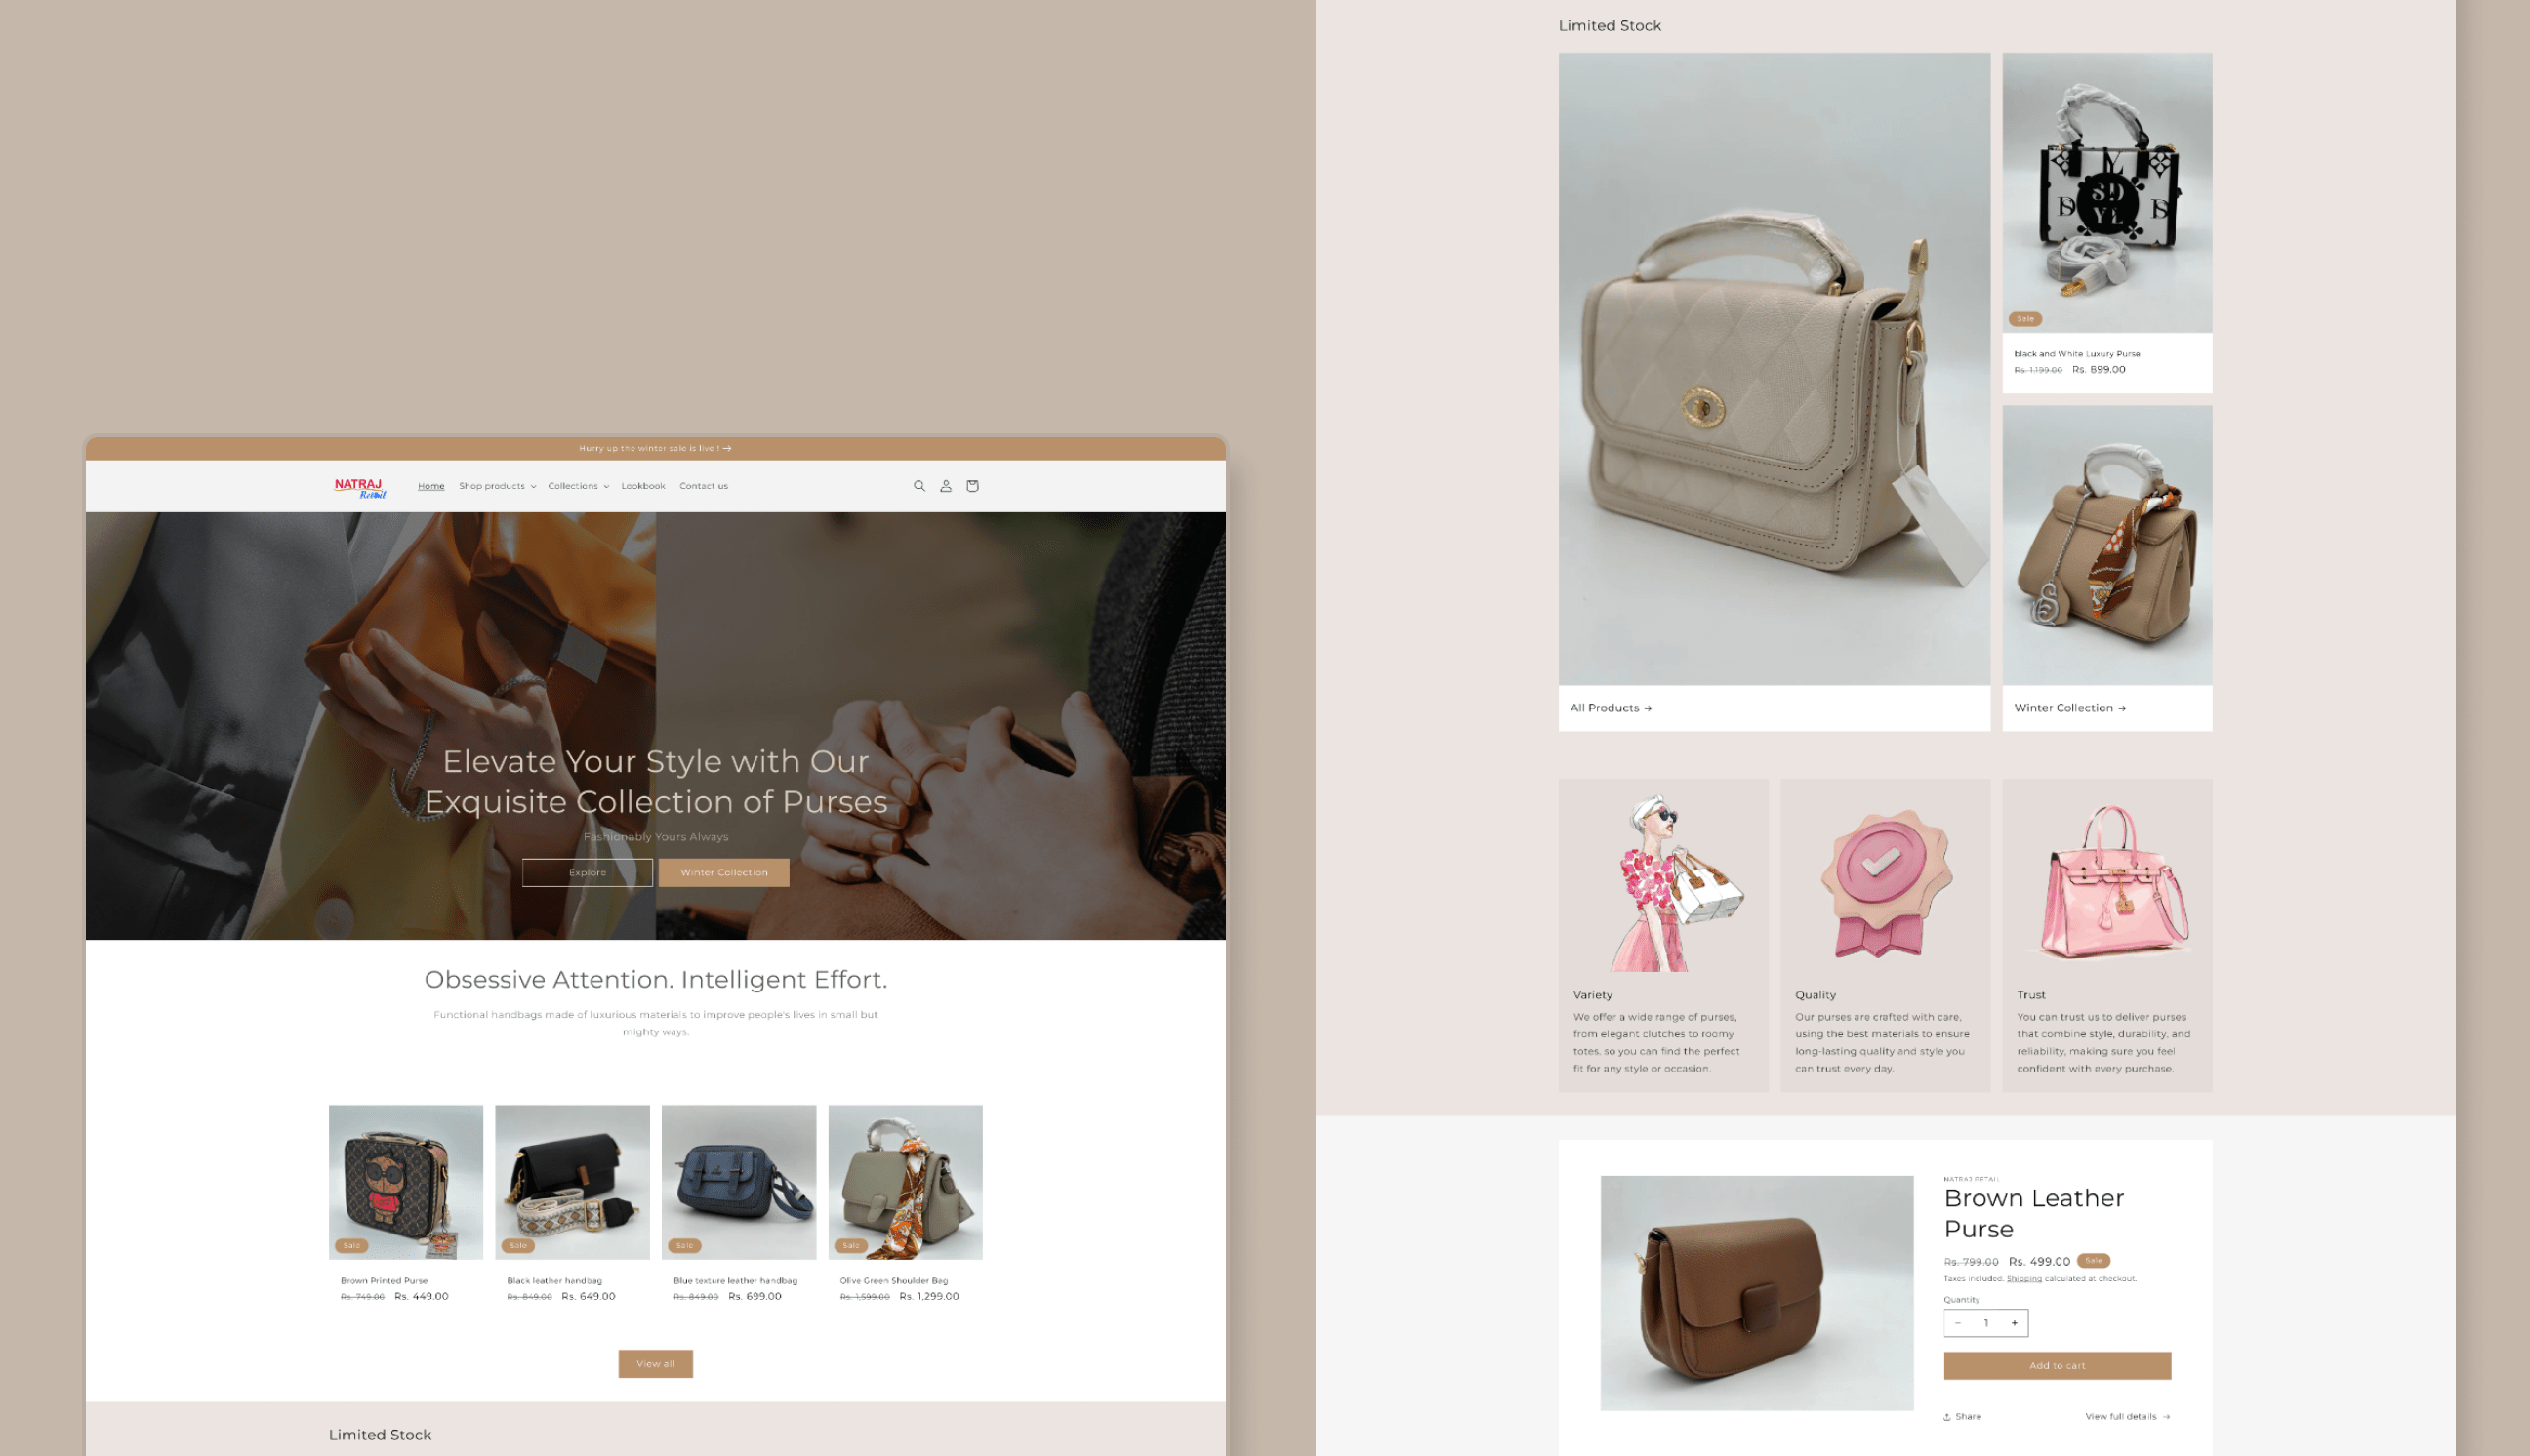 Hurry up the winter sale is live ! →
NATRAJ
Retail
Home Shop products Collections Lookbook Contact us
Elevate Your Style with Our
Exquisite Collection of Purses
Fashionably Yours Always
Explore
Winter Collection
Obsessive Attention. Intelligent Effort.
Functional handbags made of luxurious materials to improve people's lives in small but
mighty ways.
Sale
Brown Printed Purse
Rs. 749.00 Rs. 449.00
Sale
Black leather handbag
Rs. 849.00 Rs. 649.00
Sale
Blue texture leather handbag
Rs. 849.00 Rs. 699.00
Sale
Olive Green Shoulder Bag
Rs. 1,599.00 Rs. 1,299.00
View all
Limited Stock
Limited Stock
All Products →
YL
SD
YL
Sale
black and White Luxury Purse
Rs. 1,199.00 Rs. 899.00
Winter Collection →
Variety
We offer a wide range of purses,
from elegant clutches to roomy
totes, so you can find the perfect
fit for any style or occasion.
Quality
Our purses are crafted with care,
using the best materials to ensure
long-lasting quality and style you
can trust every day.
Trust
You can trust us to deliver purses
that combine style, durability, and
reliability, making sure you feel
confident with every purchase.
NATRAJ RETAIL
Brown Leather
Purse
Rs. 799.00 Rs. 499.00 Sale
Taxes included. Shipping calculated at checkout.
Quantity
− 1 +
Add to cart
Share
View full details →